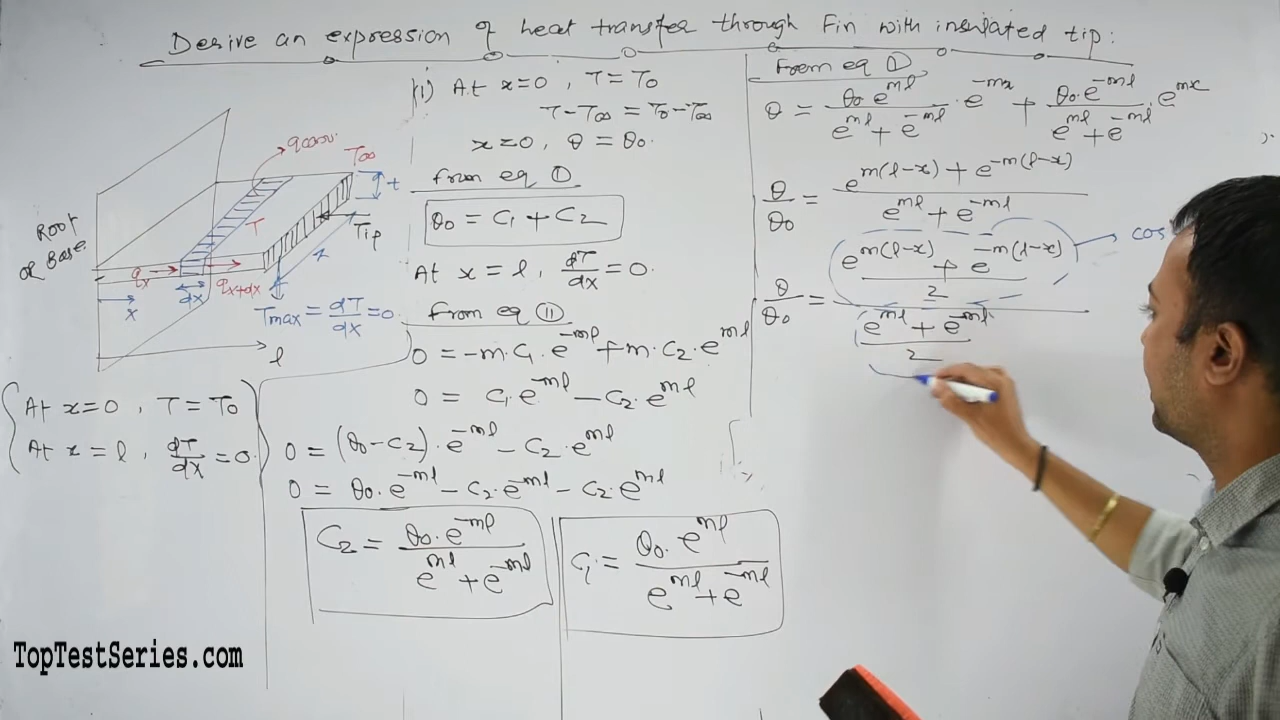 Derive an expression of heat transfer through Fin with insulated tip:
qconv.
T∞
t
Root
or Base
T
Tip
z
qx
qx+dx
dx
x
Tmax = dT/dx = 0.
l
At x=0, T = T0
At x = l, dT/dx = 0.
(i) At x=0, T = T0
T-T∞ = T0-T∞
x=0, θ = θ0.
From eq ①
θ0 = C1 + C2
At x = l, dT/dx = 0.
From eq ⑪
0 = -m.C1.e^-ml + m.C2.e^ml
0 = C1.e^-ml - C2.e^ml
0 = (θ0-C2).e^-ml - C2.e^ml
0 = θ0.e^-ml - C2.e^-ml - C2.e^ml
C2 = θ0.e^-ml / e^ml + e^-ml
C1 = θ0.e^ml / e^ml + e^-ml
From eq ①
θ = θ0.e^ml / e^ml + e^-ml . e^-mx + θ0.e^-ml / e^ml + e^-ml . e^mx
θ/θ0 = e^m(l-x) + e^-m(l-x) / e^ml + e^-ml
θ/θ0 = e^m(l-x) + e^-m(l-x) / 2 / e^ml + e^-ml / 2
cos
TopTestSeries.com